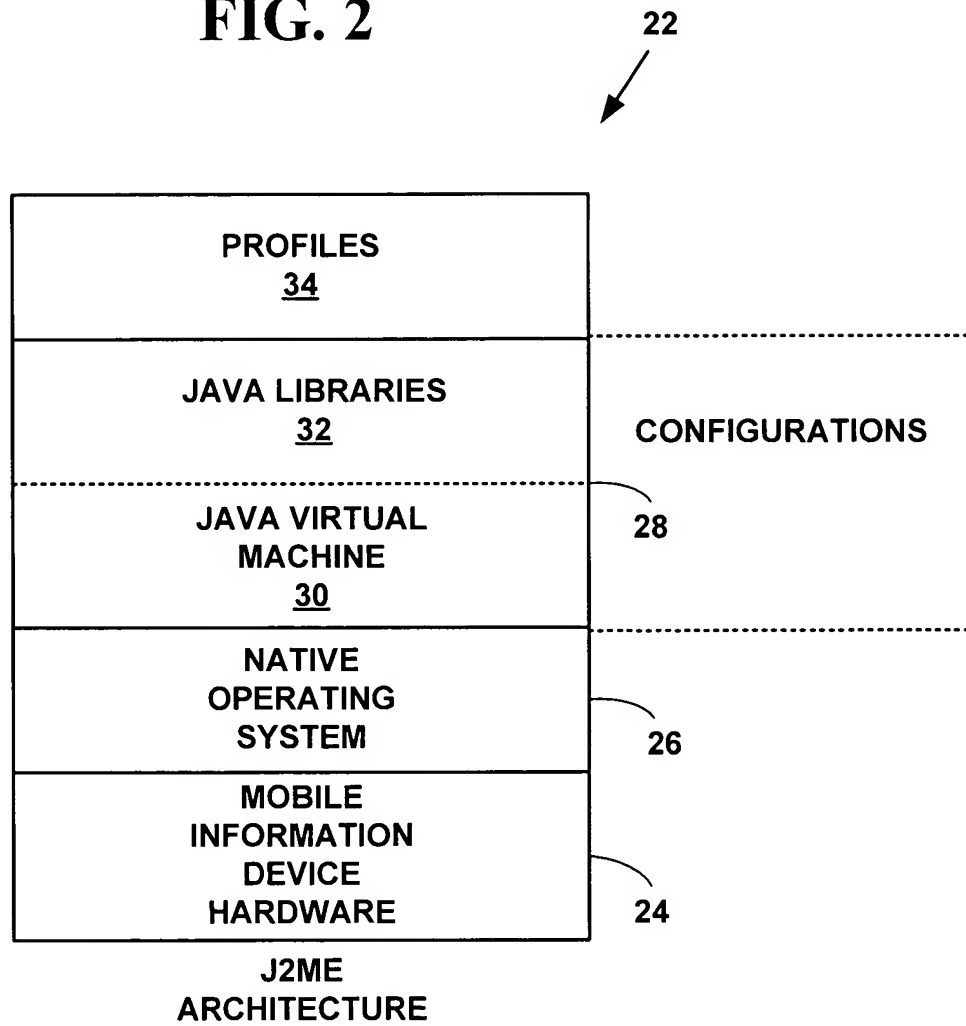 FIG. 2
22
PROFILES
34
JAVA LIBRARIES
32
CONFIGURATIONS
28
JAVA VIRTUAL
MACHINE
30
NATIVE
OPERATING
SYSTEM
26
MOBILE
INFORMATION
DEVICE
HARDWARE
24
J2ME
ARCHITECTURE